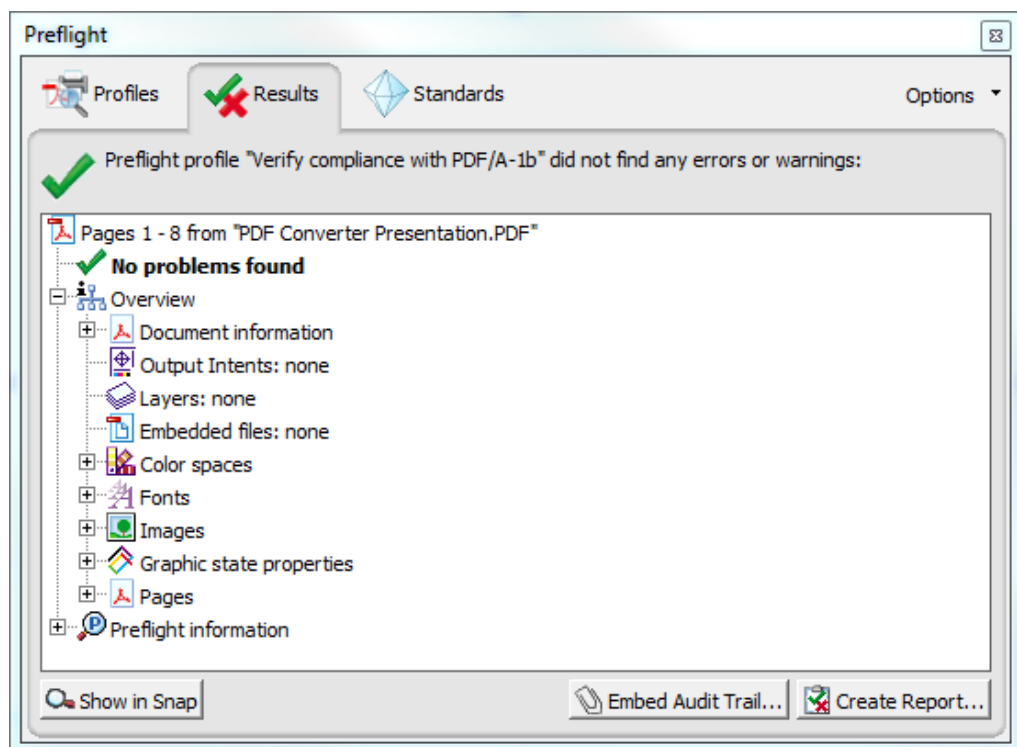 Preflight
Profiles Results Standards Options
Preflight profile "Verify compliance with PDF/A-1b" did not find any errors or warnings:
Pages 1 - 8 from "PDF Converter Presentation.PDF"
No problems found
Overview
Document information
Output Intents: none
Layers: none
Embedded files: none
Color spaces
Fonts
Images
Graphic state properties
Pages
Preflight information
Show in Snap Embed Audit Trail... Create Report...